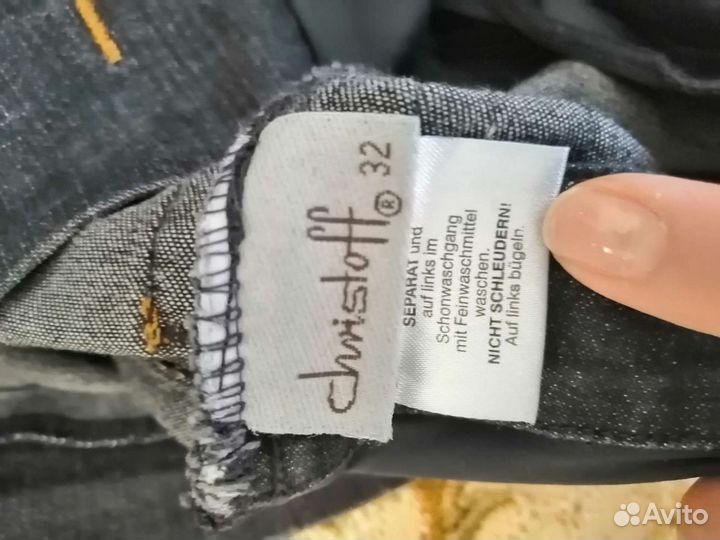 christoff® 32
SEPARAT und
auf links im
Schonwaschgang
mit Feinwaschmittel
waschen.
NICHT SCHLEUDERN!
Auf links bügeln.
Avito